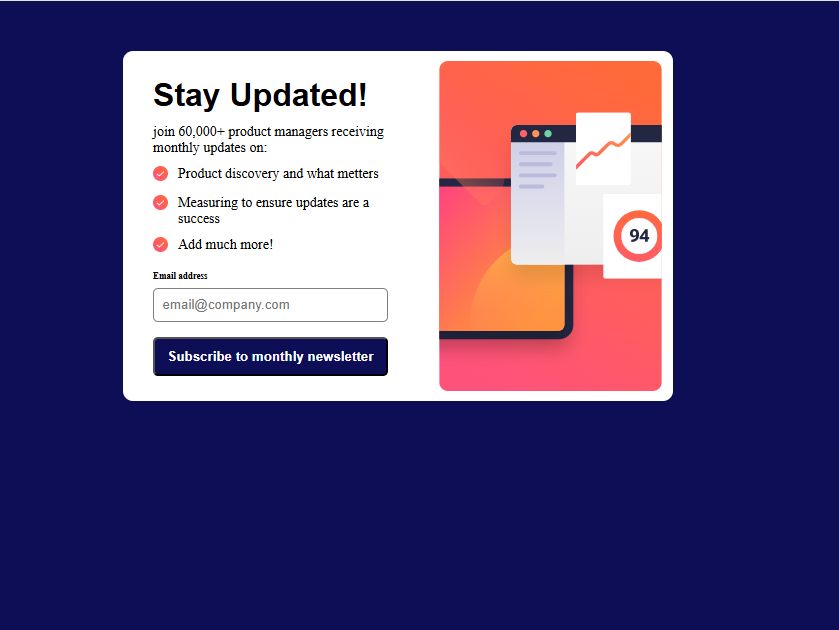 Stay Updated!
join 60,000+ product managers receiving
monthly updates on:
Product discovery and what metters
Measuring to ensure updates are a
success
Add much more!
Email address
email@company.com
Subscribe to monthly newsletter
94